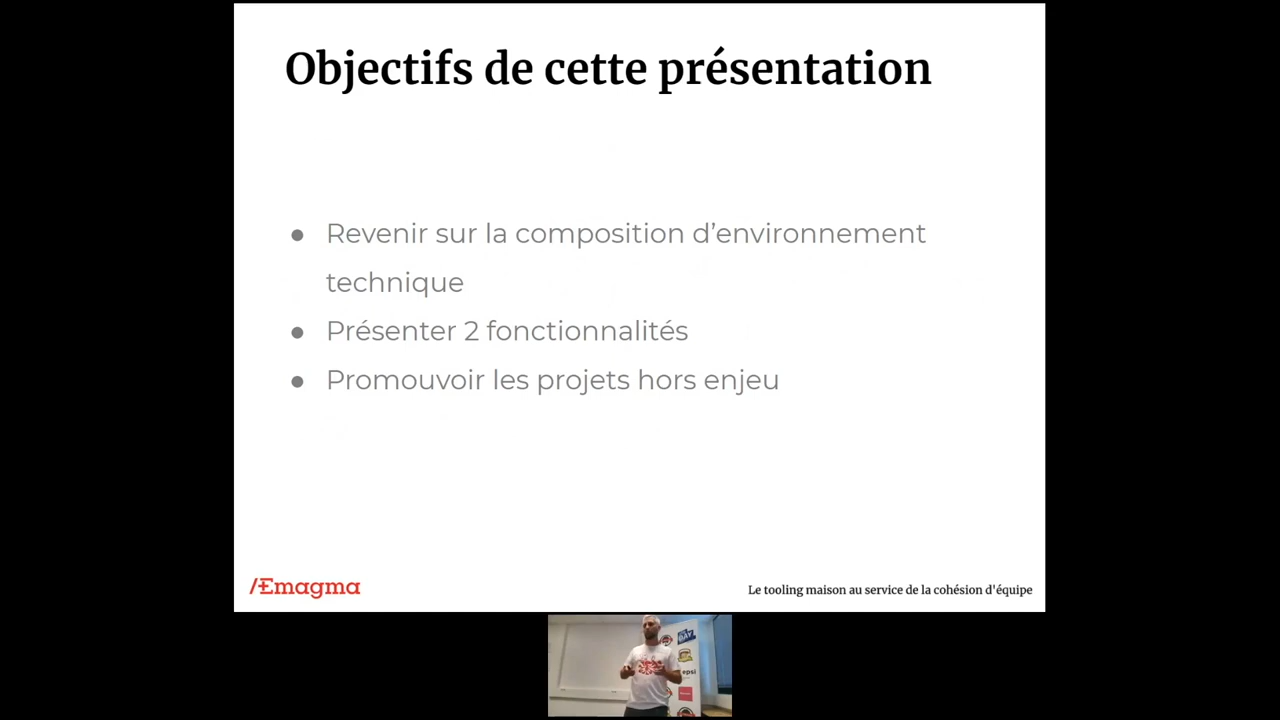 Objectifs de cette présentation
● Revenir sur la composition d’environnement
technique
● Présenter 2 fonctionnalités
● Promouvoir les projets hors enjeu
/Emagma
Le tooling maison au service de la cohésion d'équipe
epsi